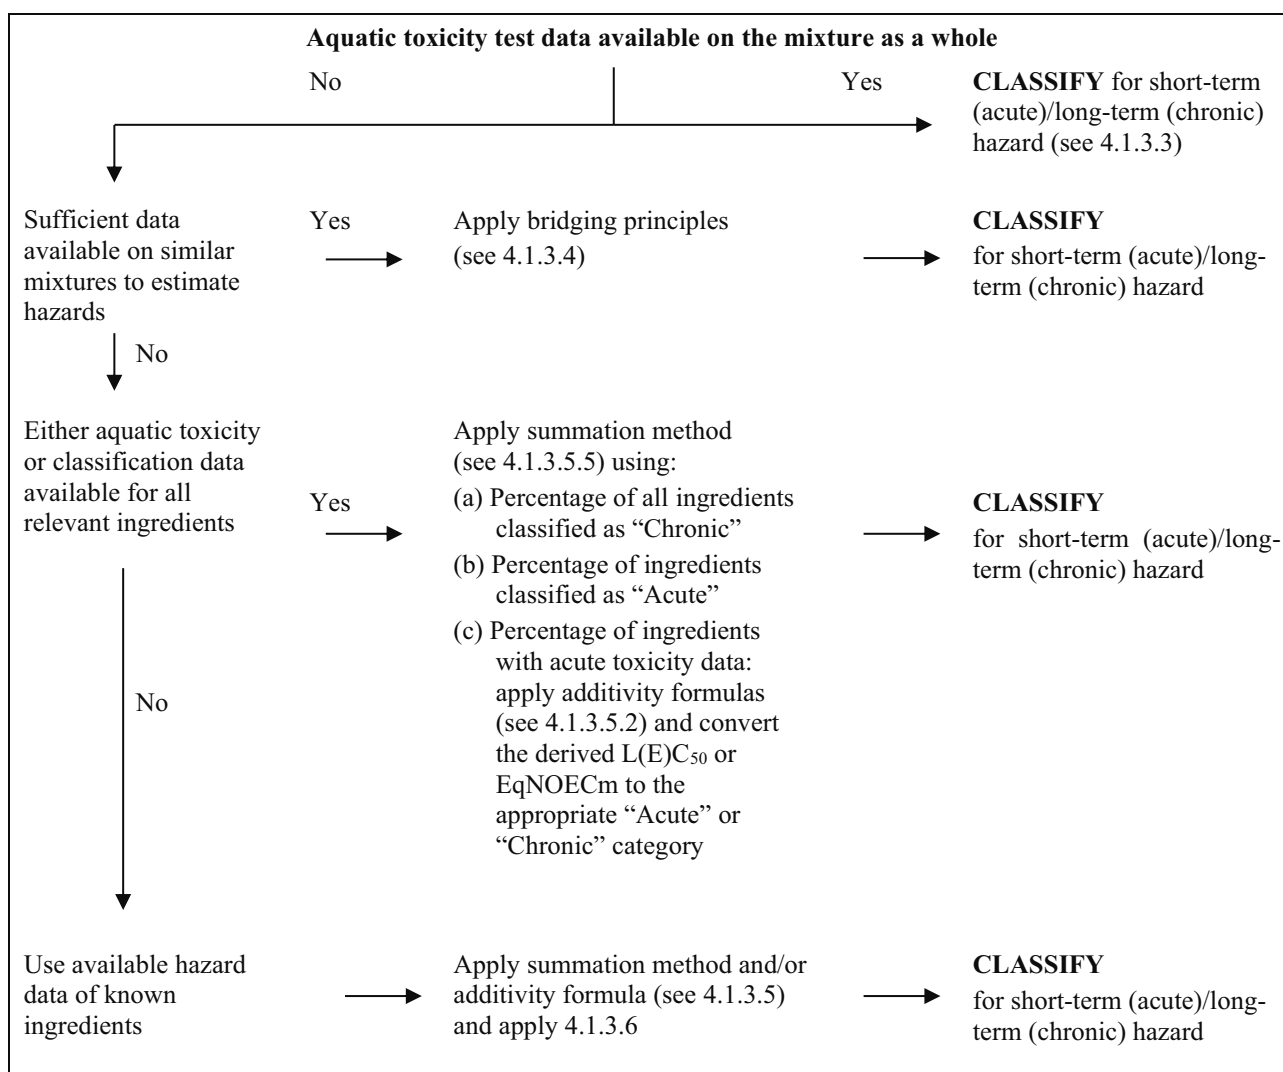 Aquatic toxicity test data available on the mixture as a whole
No
Yes
CLASSIFY for short-term
(acute)/long-term (chronic)
hazard (see 4.1.3.3)
Sufficient data
available on similar
mixtures to estimate
hazards
Yes
Apply bridging principles
(see 4.1.3.4)
CLASSIFY
for short-term (acute)/long-
term (chronic) hazard
No
Either aquatic toxicity
or classification data
available for all
relevant ingredients
Yes
Apply summation method
(see 4.1.3.5.5) using:
(a) Percentage of all ingredients
classified as “Chronic”
(b) Percentage of ingredients
classified as “Acute”
(c) Percentage of ingredients
with acute toxicity data:
apply additivity formulas
(see 4.1.3.5.2) and convert
the derived L(E)C₅₀ or
EqNOECm to the
appropriate “Acute” or
“Chronic” category
CLASSIFY
for short-term (acute)/long-
term (chronic) hazard
No
Use available hazard
data of known
ingredients
Apply summation method and/or
additivity formula (see 4.1.3.5)
and apply 4.1.3.6
CLASSIFY
for short-term (acute)/long-
term (chronic) hazard